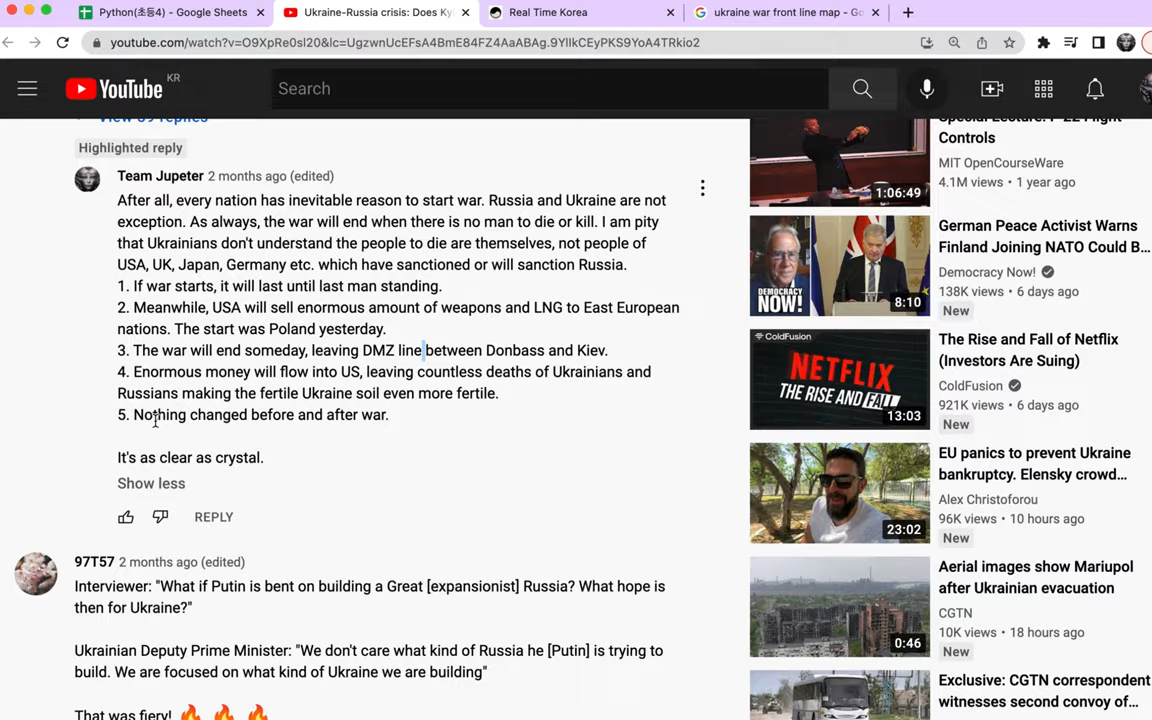 Python(초등4) - Google Sheets
Ukraine-Russia crisis: Does Ky
Real Time Korea
ukraine war front line map - Go
youtube.com/watch?v=O9XpRe0sl20&lc=UgzwnUcEFsA4BmE84FZ4AaABAg.9YlIkCEyPKS9YoA4TRkio2
YouTube KR
Search
View 39 replies
Highlighted reply
Team Jupeter 2 months ago (edited)
After all, every nation has inevitable reason to start war. Russia and Ukraine are not
exception. As always, the war will end when there is no man to die or kill. I am pity
that Ukrainians don't understand the people to die are themselves, not people of
USA, UK, Japan, Germany etc. which have sanctioned or will sanction Russia.
1. If war starts, it will last until last man standing.
2. Meanwhile, USA will sell enormous amount of weapons and LNG to East European
nations. The start was Poland yesterday.
3. The war will end someday, leaving DMZ line between Donbass and Kiev.
4. Enormous money will flow into US, leaving countless deaths of Ukrainians and
Russians making the fertile Ukraine soil even more fertile.
5. Nothing changed before and after war.
It's as clear as crystal.
Show less
REPLY
97T57 2 months ago (edited)
Interviewer: "What if Putin is bent on building a Great [expansionist] Russia? What hope is
then for Ukraine?"
Ukrainian Deputy Prime Minister: "We don't care what kind of Russia he [Putin] is trying to
build. We are focused on what kind of Ukraine we are building"
That was fiery! 🔥 🔥 🔥
Special Lecture: F-22 Flight
Controls
MIT OpenCourseWare
4.1M views • 1 year ago
1:06:49
German Peace Activist Warns
Finland Joining NATO Could B...
Democracy Now!
138K views • 6 days ago
New
DEMOCRACY
NOW!
8:10
The Rise and Fall of Netflix
(Investors Are Suing)
ColdFusion
921K views • 6 days ago
New
ColdFusion
NETFLIX
THE RISE AND FALL
13:03
EU panics to prevent Ukraine
bankruptcy. Elensky crowd...
Alex Christoforou
96K views • 10 hours ago
New
23:02
Aerial images show Mariupol
after Ukrainian evacuation
CGTN
10K views • 18 hours ago
New
0:46
Exclusive: CGTN correspondent
witnesses second convoy of...